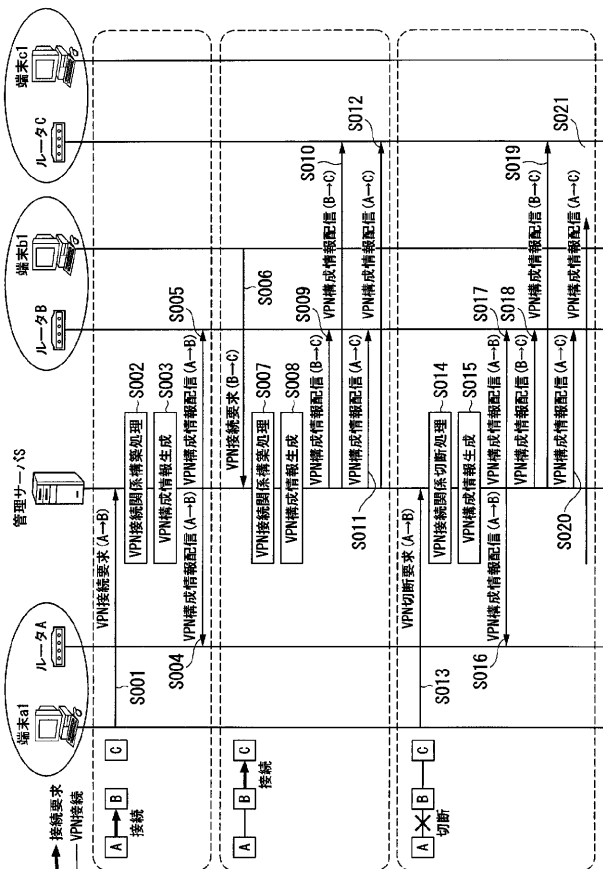 接続要求
VPN接続
端末a1
ルータA
管理サーバS
ルータB
端末b1
ルータC
端末c1
A
B
C
接続
VPN接続要求(A→B)
S001
VPN接続関係構築処理
S002
VPN構成情報生成
S003
VPN構成情報配信(A→B)
S004
VPN構成情報配信(A→B)
S005
A
B
C
接続
VPN接続要求(B→C)
S006
VPN接続関係構築処理
S007
VPN構成情報生成
S008
VPN構成情報配信(B→C)
S009
VPN構成情報配信(B→C)
S010
VPN構成情報配信(A→C)
S011
VPN構成情報配信(A→C)
S012
A
B
C
切断
VPN切断要求(A→B)
S013
VPN接続関係切断処理
S014
VPN構成情報生成
S015
VPN構成情報配信(A→B)
S016
VPN構成情報配信(A→B)
S017
VPN構成情報配信(B→C)
S018
VPN構成情報配信(B→C)
S019
VPN構成情報配信(A→C)
S020
VPN構成情報配信(A→C)
S021